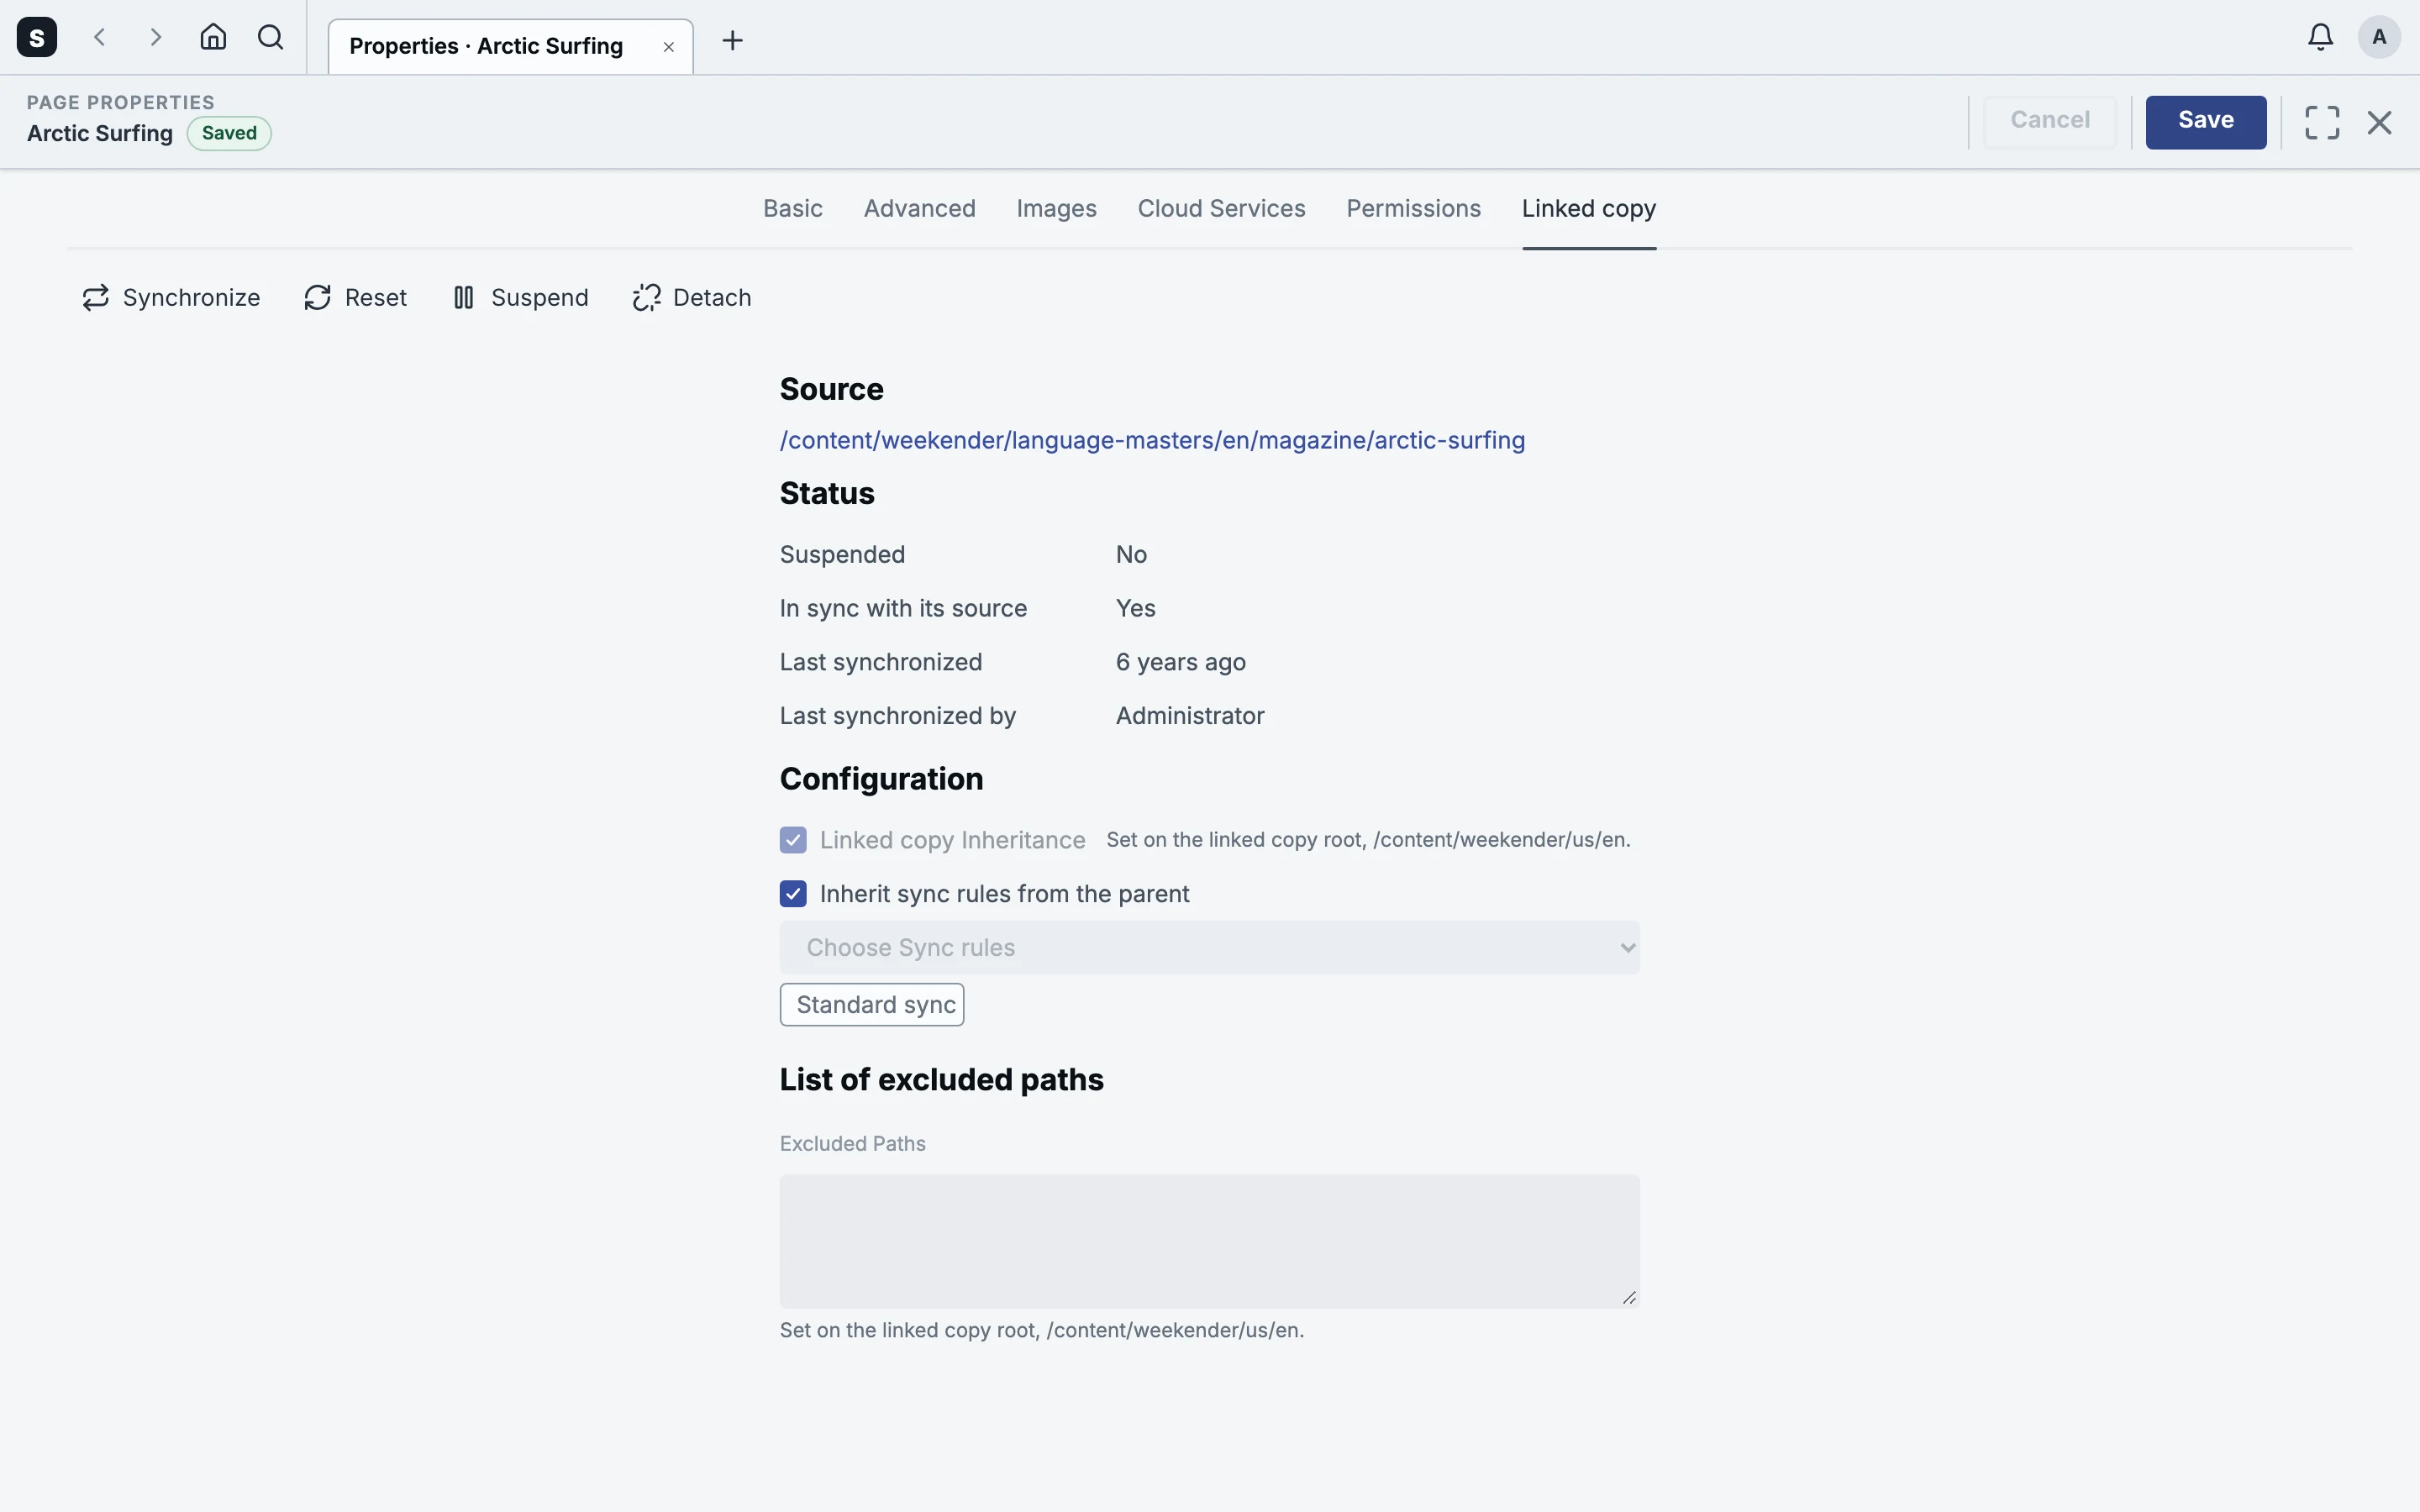 S
Properties · Arctic Surfing
A
PAGE PROPERTIES
Arctic Surfing Saved
Cancel
Save
Basic Advanced Images Cloud Services Permissions Linked copy
Synchronize Reset Suspend Detach
Source
/content/weekender/language-masters/en/magazine/arctic-surfing
Status
Suspended No
In sync with its source Yes
Last synchronized 6 years ago
Last synchronized by Administrator
Configuration
Linked copy Inheritance Set on the linked copy root, /content/weekender/us/en.
Inherit sync rules from the parent
Choose Sync rules
Standard sync
List of excluded paths
Excluded Paths
Set on the linked copy root, /content/weekender/us/en.